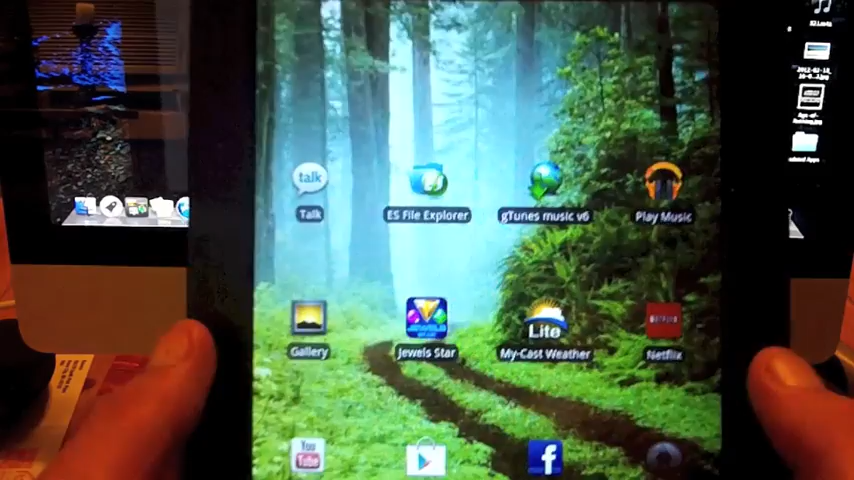 talk
Talk
ES File Explorer
gTunes music v6
Play Music
Gallery
JEWELS
Jewels Star
Lite
My-Cast Weather
NETFLIX
Netflix
You
Tube
f